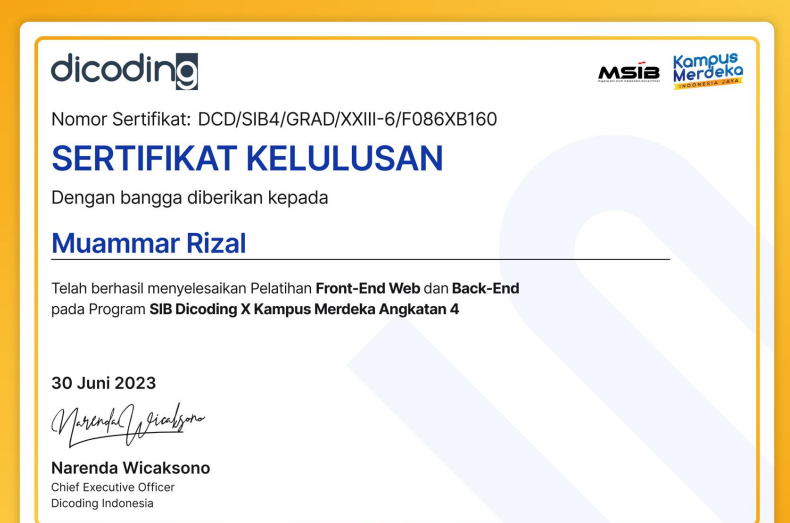 dicoding
MSiB
Kampus
Merdeka
INDONESIA JAYA
Nomor Sertifikat: DCD/SIB4/GRAD/XXIII-6/F086XB160
SERTIFIKAT KELULUSAN
Dengan bangga diberikan kepada
Muammar Rizal
Telah berhasil menyelesaikan Pelatihan Front-End Web dan Back-End
pada Program SIB Dicoding X Kampus Merdeka Angkatan 4
30 Juni 2023
Narenda Wicaksono
Narenda Wicaksono
Chief Executive Officer
Dicoding Indonesia